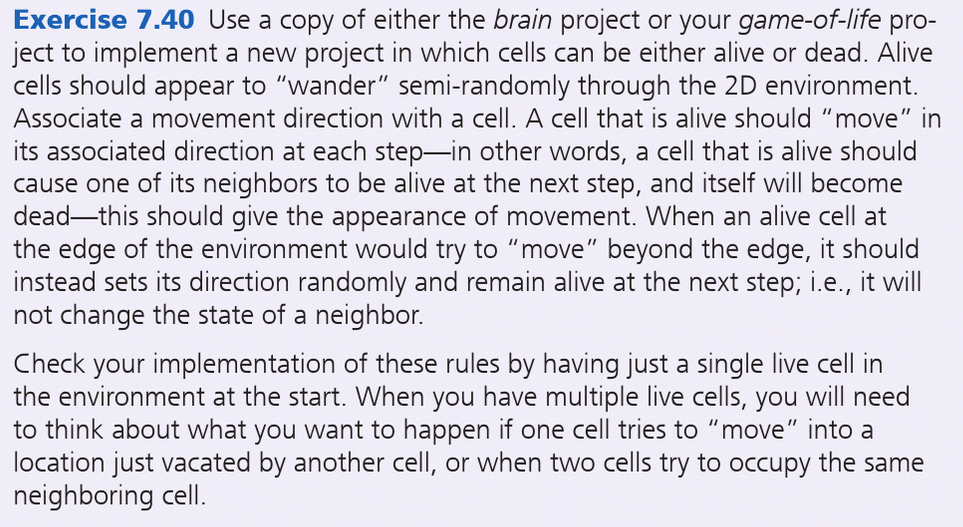 Exercise 7.40 Use a copy of either the brain project or your game-of-life pro-
ject to implement a new project in which cells can be either alive or dead. Alive
cells should appear to “wander” semi-randomly through the 2D environment.
Associate a movement direction with a cell. A cell that is alive should “move” in
its associated direction at each step—in other words, a cell that is alive should
cause one of its neighbors to be alive at the next step, and itself will become
dead—this should give the appearance of movement. When an alive cell at
the edge of the environment would try to “move” beyond the edge, it should
instead sets its direction randomly and remain alive at the next step; i.e., it will
not change the state of a neighbor.
Check your implementation of these rules by having just a single live cell in
the environment at the start. When you have multiple live cells, you will need
to think about what you want to happen if one cell tries to “move” into a
location just vacated by another cell, or when two cells try to occupy the same
neighboring cell.